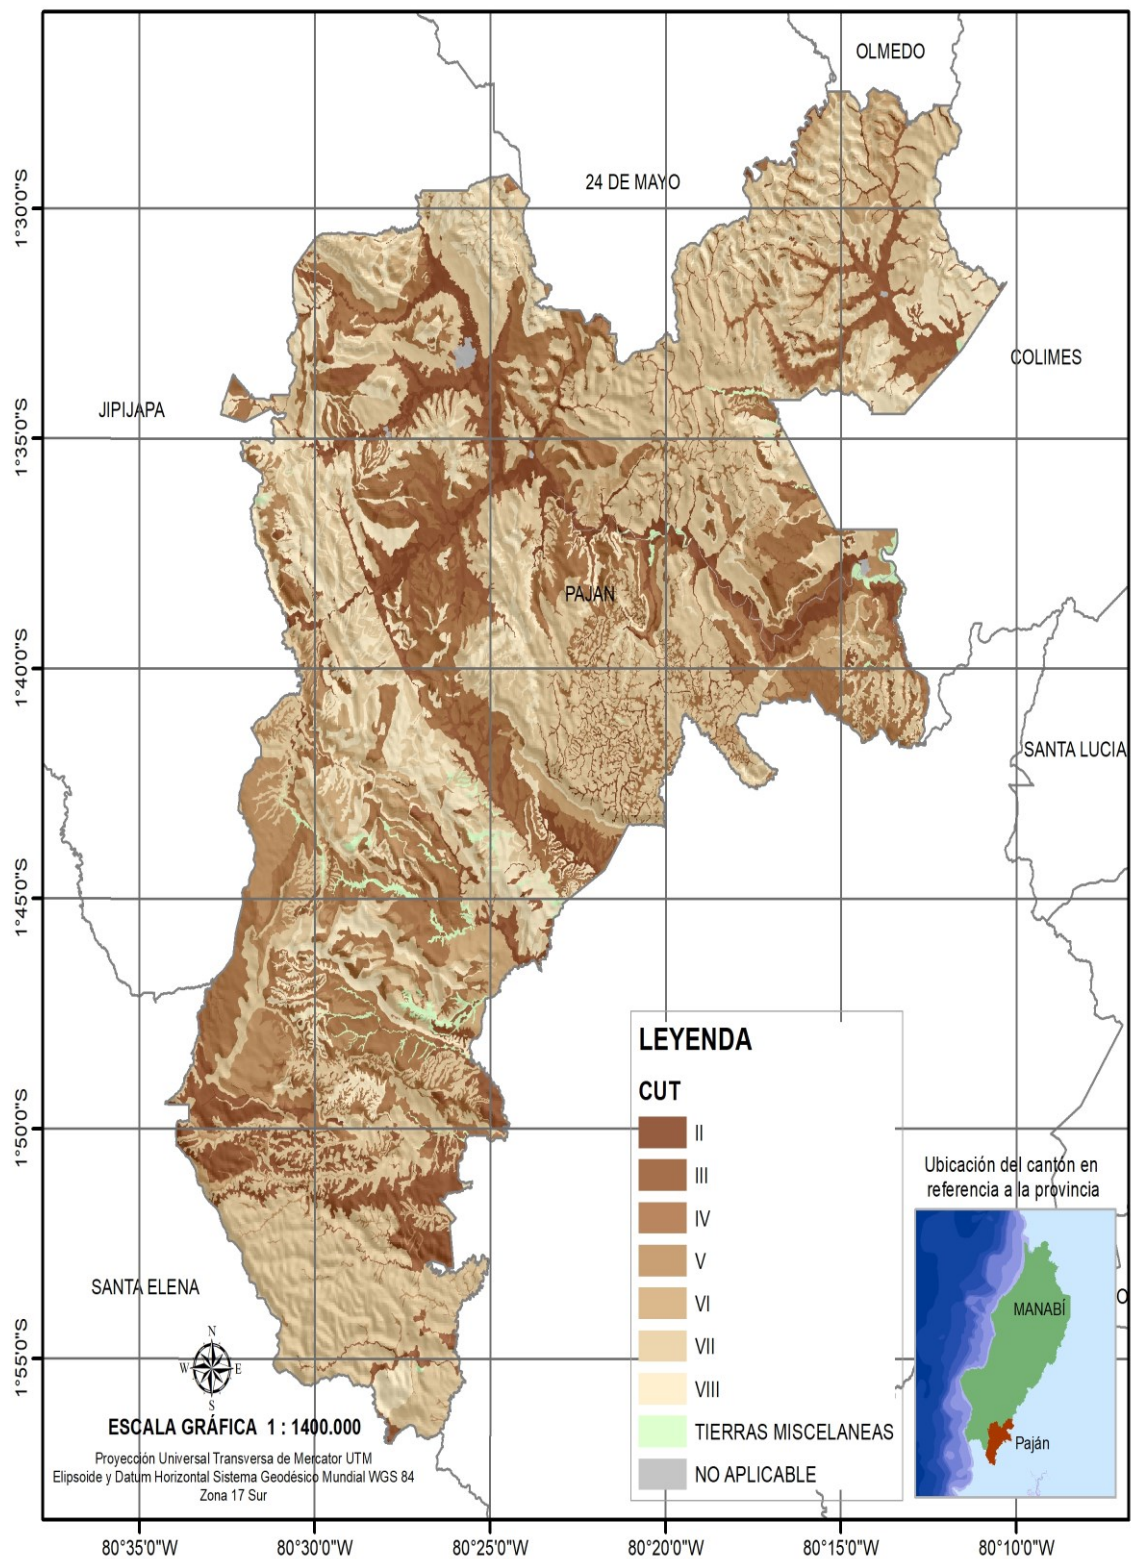 OLMEDO
24 DE MAYO
COLIMES
JIPIJAPA
PAJAN
SANTA LUCIA
SANTA ELENA
1°30'0"S
1°35'0"S
1°40'0"S
1°45'0"S
1°50'0"S
1°55'0"S
LEYENDA
CUT
II
III
IV
V
VI
VII
VIII
TIERRAS MISCELANEAS
NO APLICABLE
Ubicación del cantón en
referencia a la provincia
MANABÍ
Paján
O
N
W
E
S
ESCALA GRÁFICA 1 : 1400.000
Proyección Universal Transversa de Mercator UTM
Elipsoide y Datum Horizontal Sistema Geodésico Mundial WGS 84
Zona 17 Sur
80°35'0"W
80°30'0"W
80°25'0"W
80°20'0"W
80°15'0"W
80°10'0"W